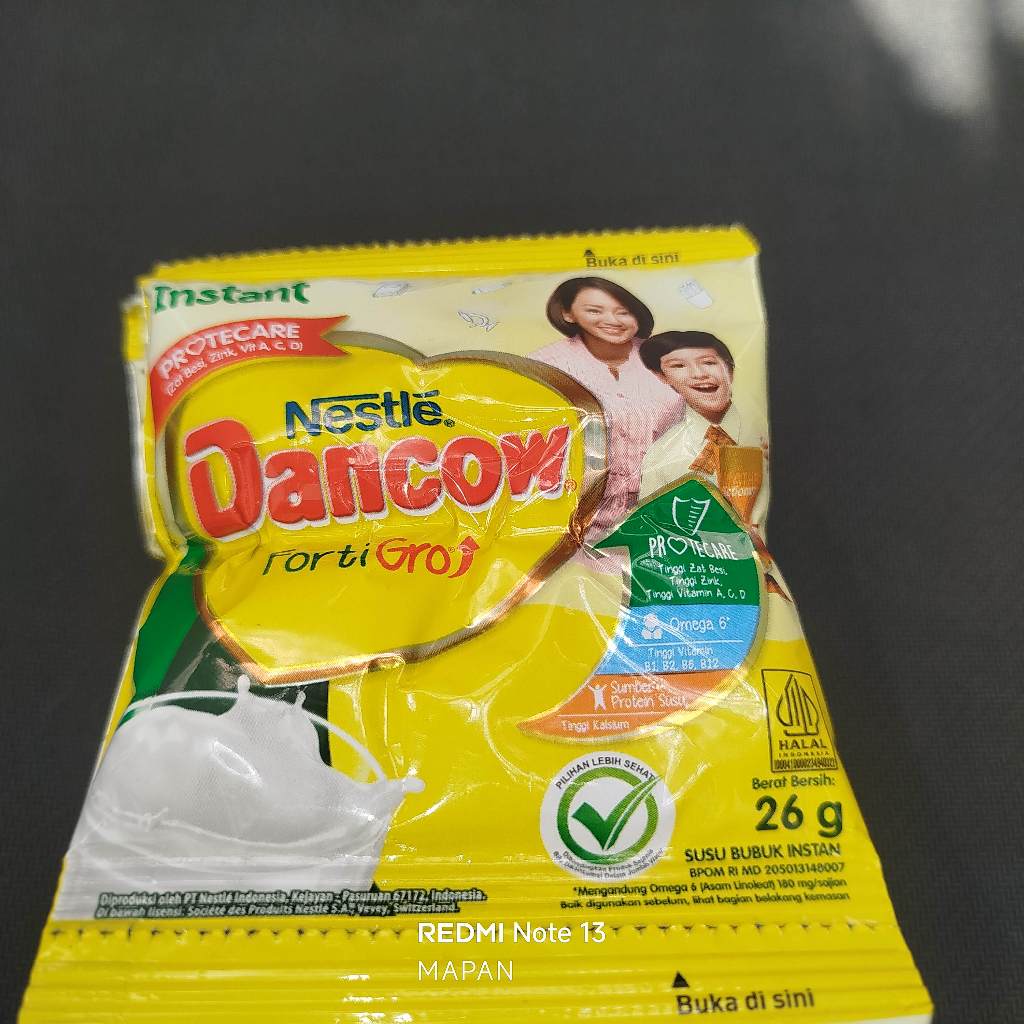 Buka di sini
Instant
PROTECARE
(Zat Besi, Zink, Vit A, C, D)
Nestlé®
Dancow®
FortiGro
PROTECARE
Tinggi Zat Besi,
Tinggi Zink,
Tinggi Vitamin A, C, D
Omega 6*
Tinggi Vitamin
B1, B2, B6, B12
Sumber
Protein Susu
Tinggi Kalsium
HALAL
INDONESIA
PILIHAN LEBIH SEHAT
Berat Bersih:
26 g
SUSU BUBUK INSTAN
BPOM RI MD 205013148007
*Mengandung Omega 6 (Asam Linoleat) 180 mg/sajian
Baik digunakan sebelum, lihat bagian belakang kemasan
Diproduksi oleh PT Nestlé Indonesia, Kejayan - Pasuruan 67172, Indonesia.
Di bawah lisensi: Société des Produits Nestlé S.A., Vevey, Switzerland.
REDMI Note 13
MAPAN
Buka di sini